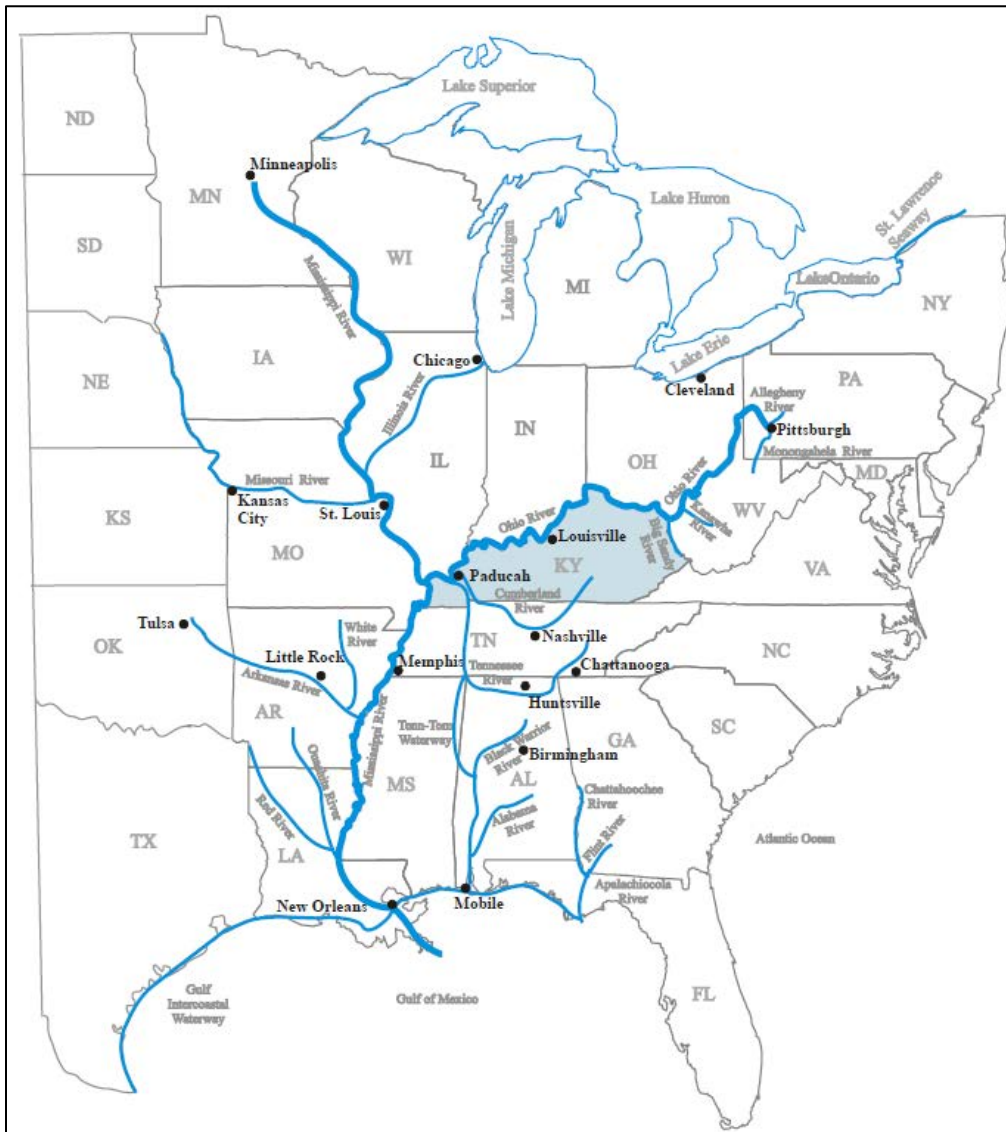 Lake Superior
ND
Minneapolis
MN
Lake Huron
St. Lawrence
Seaway
SD
WI
Lake Michigan
MI
LakeOntario
NY
Mississippi River
Lake Erie
Chicago
IA
Cleveland
PA
NE
Illinois River
Allegheny
River
IN
Pittsburgh
OH
Monongahela River
IL
MD
Missouri River
Ohio River
Kansas
City
St. Louis
Kanawha
River
WV
KS
Ohio River
Louisville
Big Sandy
River
MO
Paducah
KY
VA
Cumberland
River
Tulsa
White
River
OK
TN
Nashville
NC
Little Rock
Memphis
Tennessee
River
Chattanooga
Arkansas River
Huntsville
AR
Mississippi River
Tenn-Tom
Waterway
SC
Black Warrior
River
GA
Birmingham
Ouachita River
MS
AL
Chattahoochee
River
Red River
Alabama
River
TX
Flint River
Atlantic Ocean
LA
Apalachiocola
River
New Orleans
Mobile
Gulf
Intercoastal
Waterway
Gulf of Mexico
FL